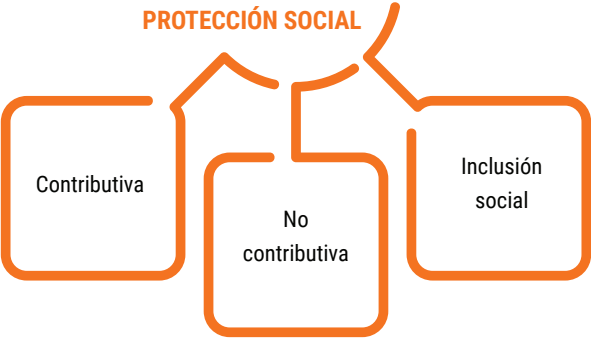 PROTECCIÓN SOCIAL
Contributiva
No
contributiva
Inclusión
social